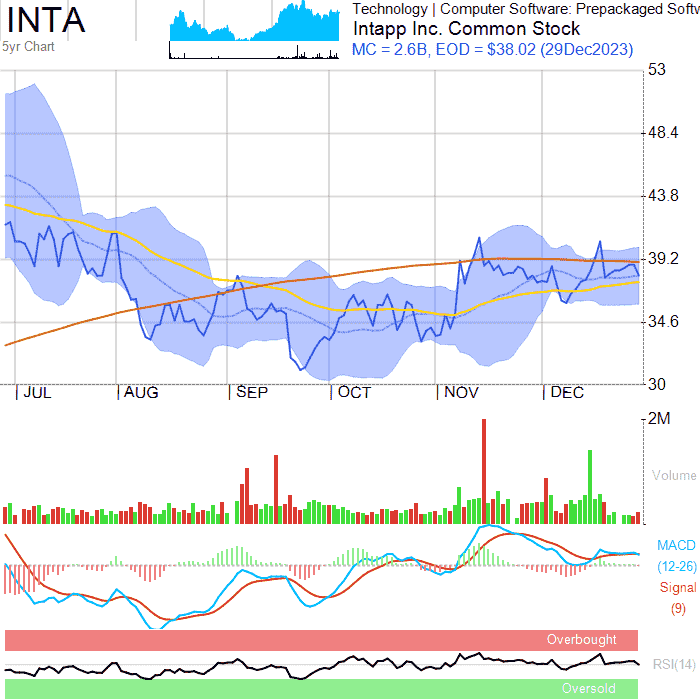 INTA
5yr Chart
Technology | Computer Software: Prepackaged Softw
Intapp Inc. Common Stock
MC = 2.6B, EOD = $38.02 (29Dec2023)
53
48.4
43.8
39.2
34.6
30
JUL AUG SEP OCT NOV DEC
2M
Volume
MACD
(12-26)
Signal
(9)
Overbought
RSI(14)
Oversold